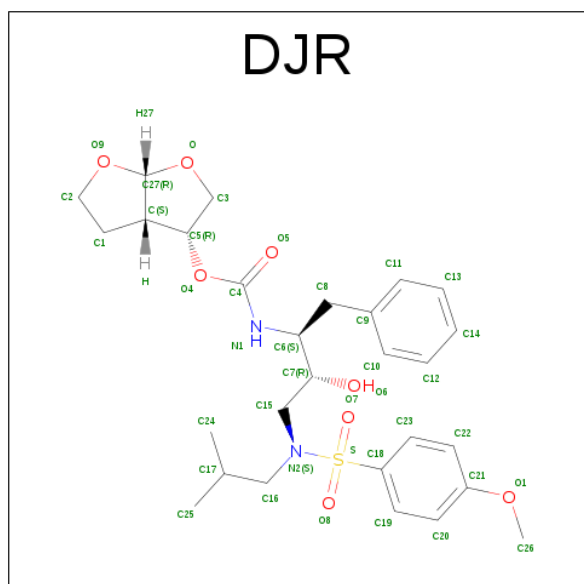 DJR
H27
H
O9
O
O
O
C27(R)
C2
C3
C(S)
C1
C5(R)
H
H
O5
O
O
O4
C4
C8
C11
C13
C9
C14
N1
N
H
C6(S)
C10
C12
C7(R)
OH
O7
O6
C15
C24
O
C23
C22
C17
N
S
S
C18
C21
N2(S)
O1
O
C25
C16
O
O8
C19
C20
C26